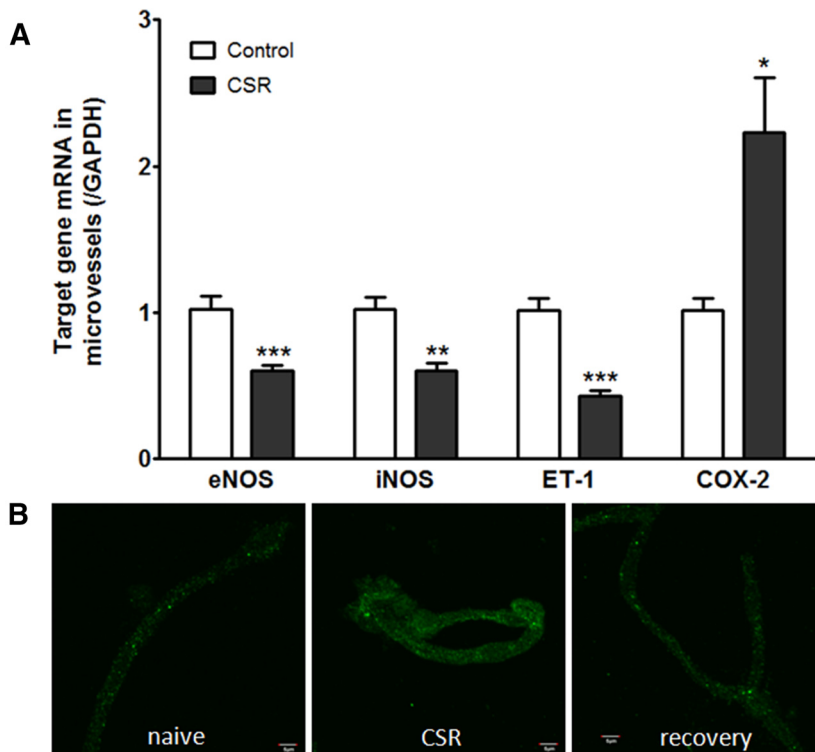 A
Target gene mRNA in
microvessels (/GAPDH)
3
2
1
0
Control
CSR
***
**
***
*
eNOS
iNOS
ET-1
COX-2
B
naive
CSR
recovery